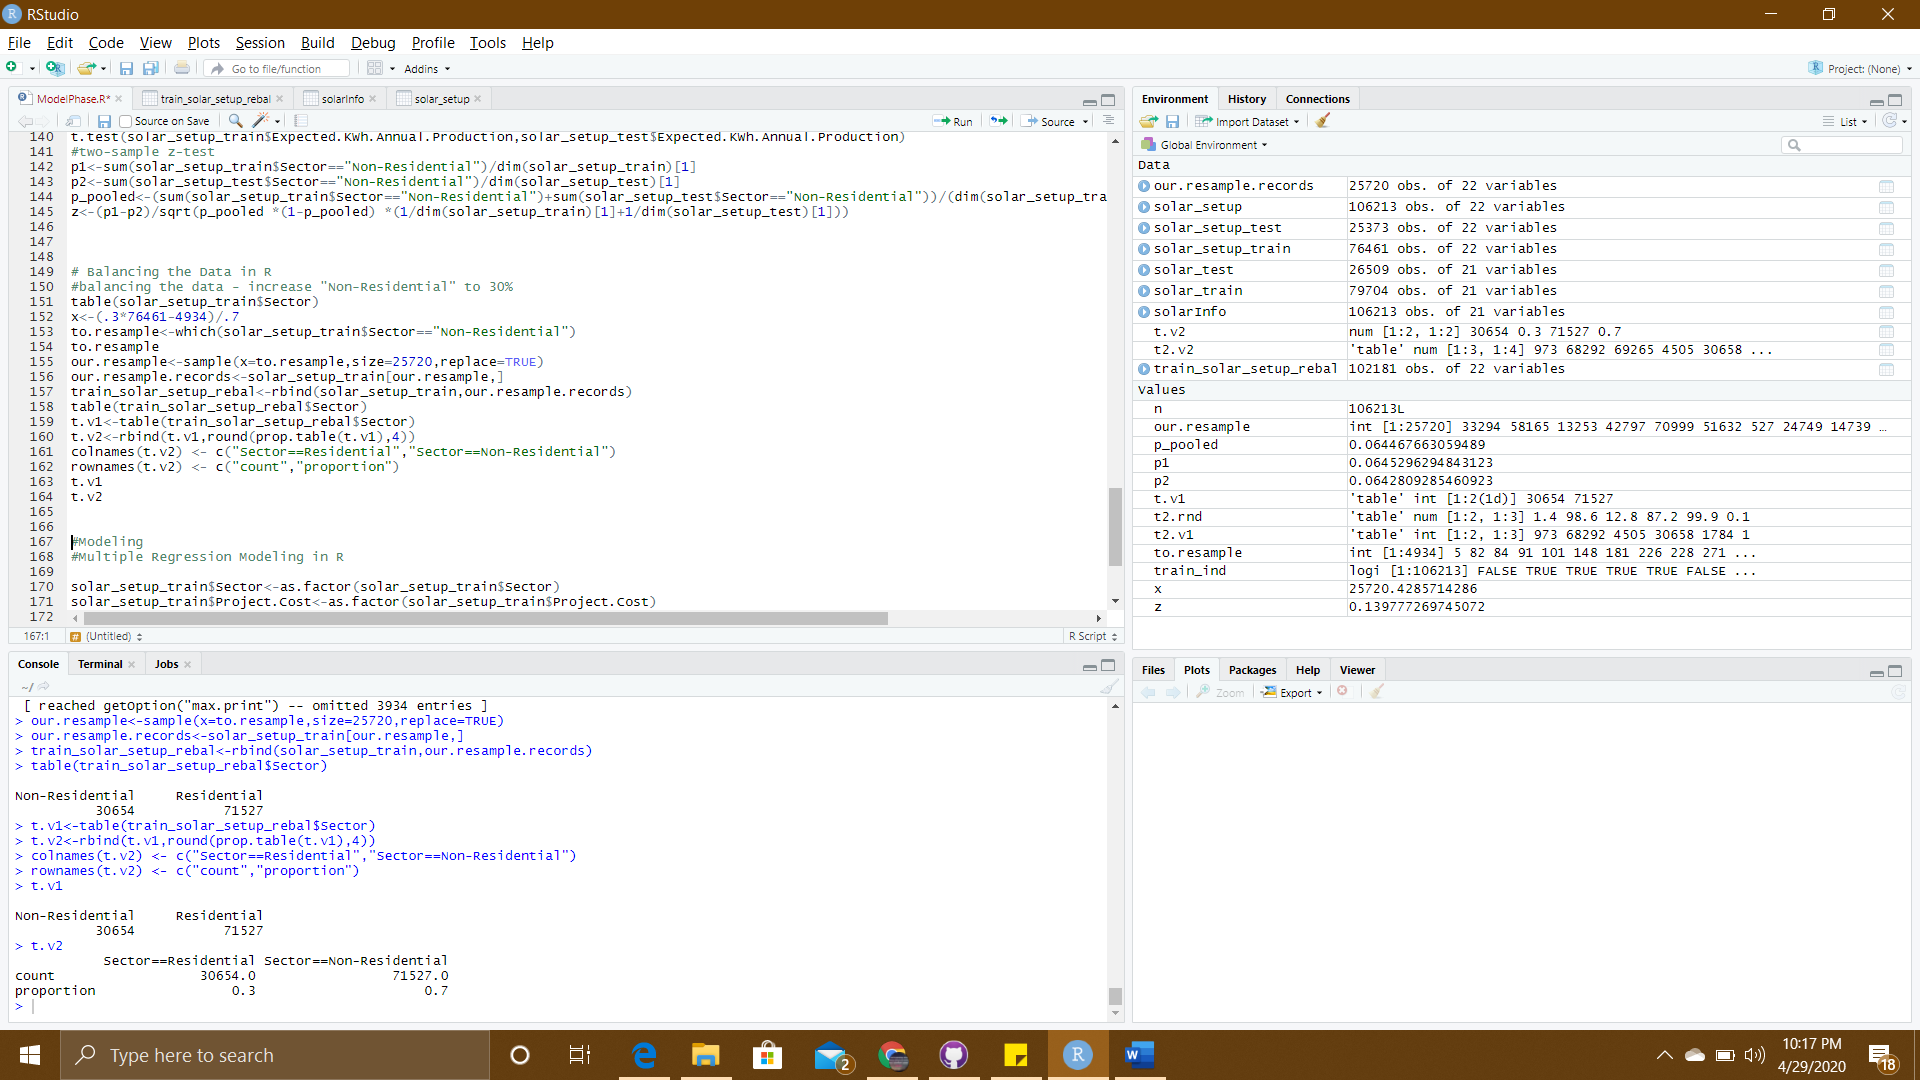 RStudio
File Edit Code View Plots Session Build Debug Profile Tools Help
Go to file/function Addins Project: (None)
ModelPhase.R* train_solar_setup_rebal solarInfo solar_setup
Source on Save Run Source
140 t.test(solar_setup_train$Expected.KWh.Annual.Production,solar_setup_test$Expected.KWh.Annual.Production)
141 #two-sample z-test
142 p1<-sum(solar_setup_train$Sector=="Non-Residential")/dim(solar_setup_train)[1]
143 p2<-sum(solar_setup_test$Sector=="Non-Residential")/dim(solar_setup_test)[1]
144 p_pooled<-(sum(solar_setup_train$Sector=="Non-Residential")+sum(solar_setup_test$Sector=="Non-Residential"))/(dim(solar_setup_tra
145 z<-(p1-p2)/sqrt(p_pooled *(1-p_pooled) *(1/dim(solar_setup_train)[1]+1/dim(solar_setup_test)[1]))
146
147
148
149 # Balancing the Data in R
150 #balancing the data - increase "Non-Residential" to 30%
151 table(solar_setup_train$Sector)
152 x<-(.3*76461-4934)/.7
153 to.resample<-which(solar_setup_train$Sector=="Non-Residential")
154 to.resample
155 our.resample<-sample(x=to.resample,size=25720,replace=TRUE)
156 our.resample.records<-solar_setup_train[our.resample,]
157 train_solar_setup_rebal<-rbind(solar_setup_train,our.resample.records)
158 table(train_solar_setup_rebal$Sector)
159 t.v1<-table(train_solar_setup_rebal$Sector)
160 t.v2<-rbind(t.v1,round(prop.table(t.v1),4))
161 colnames(t.v2) <- c("Sector==Residential","Sector==Non-Residential")
162 rownames(t.v2) <- c("count","proportion")
163 t.v1
164 t.v2
165
166
167 #Modeling
168 #Multiple Regression Modeling in R
169
170 solar_setup_train$Sector<-as.factor(solar_setup_train$Sector)
171 solar_setup_train$Project.Cost<-as.factor(solar_setup_train$Project.Cost)
172
167:1 (Untitled) R Script
Console Terminal Jobs
~/
[ reached getOption("max.print") -- omitted 3934 entries ]
> our.resample<-sample(x=to.resample,size=25720,replace=TRUE)
> our.resample.records<-solar_setup_train[our.resample,]
> train_solar_setup_rebal<-rbind(solar_setup_train,our.resample.records)
> table(train_solar_setup_rebal$Sector)
Non-Residential Residential
30654 71527
> t.v1<-table(train_solar_setup_rebal$Sector)
> t.v2<-rbind(t.v1,round(prop.table(t.v1),4))
> colnames(t.v2) <- c("Sector==Residential","Sector==Non-Residential")
> rownames(t.v2) <- c("count","proportion")
> t.v1
Non-Residential Residential
30654 71527
> t.v2
Sector==Residential Sector==Non-Residential
count 30654.0 71527.0
proportion 0.3 0.7
>
Environment History Connections
Import Dataset List
Global Environment
Data
our.resample.records 25720 obs. of 22 variables
solar_setup 106213 obs. of 22 variables
solar_setup_test 25373 obs. of 22 variables
solar_setup_train 76461 obs. of 22 variables
solar_test 26509 obs. of 21 variables
solar_train 79704 obs. of 21 variables
solarInfo 106213 obs. of 21 variables
t.v2 num [1:2, 1:2] 30654 0.3 71527 0.7
t2.v2 'table' num [1:3, 1:4] 973 68292 69265 4505 30658 ...
train_solar_setup_rebal 102181 obs. of 22 variables
Values
n 106213L
our.resample int [1:25720] 33294 58165 13253 42797 70999 51632 527 24749 14739 …
p_pooled 0.064467663059489
p1 0.0645296294843123
p2 0.0642809285460923
t.v1 'table' int [1:2(1d)] 30654 71527
t2.rnd 'table' num [1:2, 1:3] 1.4 98.6 12.8 87.2 99.9 0.1
t2.v1 'table' int [1:2, 1:3] 973 68292 4505 30658 1784 1
to.resample int [1:4934] 5 82 84 91 101 148 181 226 228 271 ...
train_ind logi [1:106213] FALSE TRUE TRUE TRUE TRUE FALSE ...
x 25720.4285714286
z 0.139777269745072
Files Plots Packages Help Viewer
Zoom Export
Type here to search
2
10:17 PM
4/29/2020
18